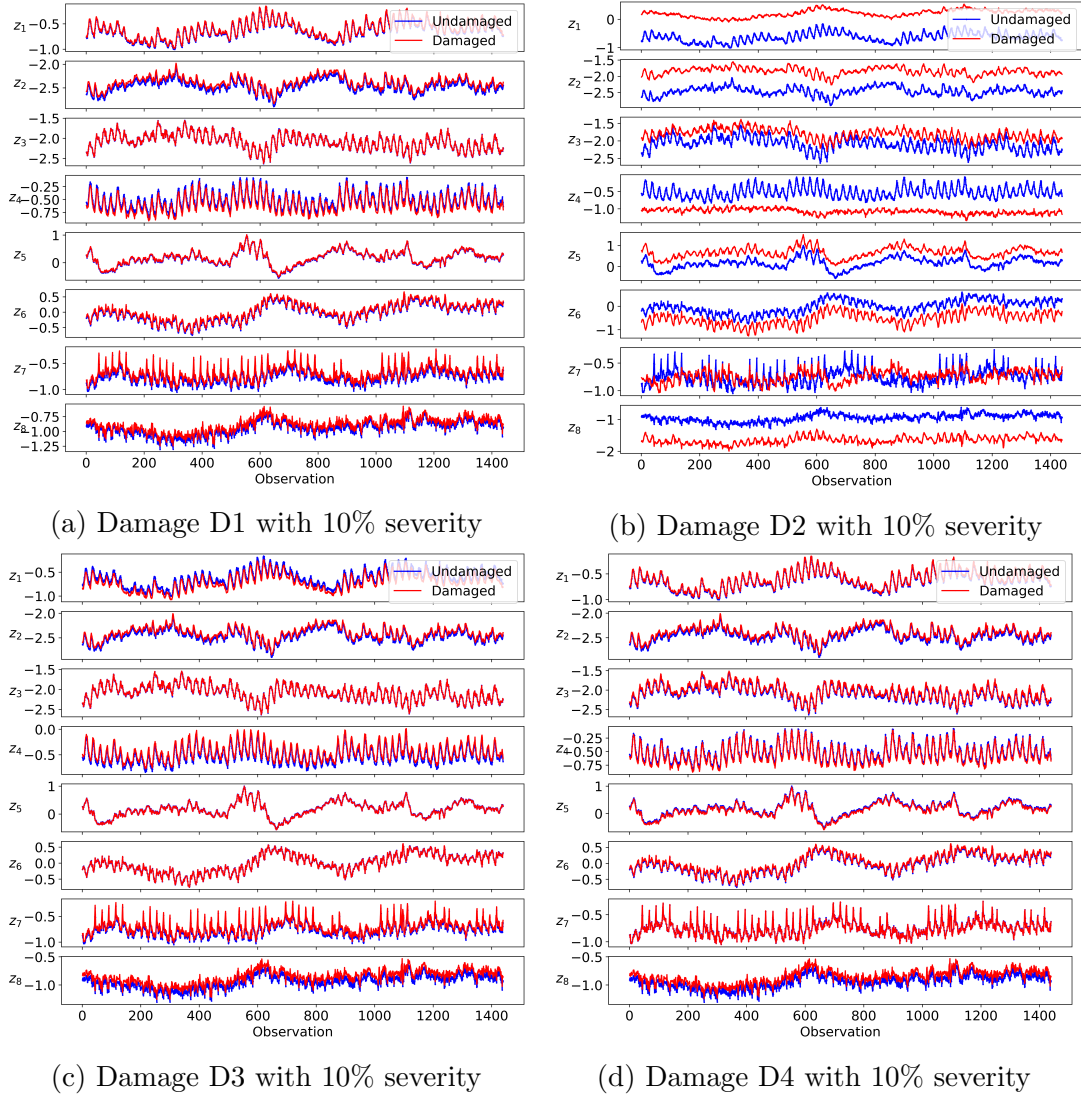 z1
−0.5
−1.0
Undamaged
Damaged
z2
−2.0
−2.5
z3
−1.5
−2.0
−2.5
z4
−0.25
−0.50
−0.75
z5
1
0
z6
0.5
0.0
−0.5
z7
−0.5
−1.0
z8
−0.75
−1.00
−1.25
0 200 400 600 800 1000 1200 1400
Observation
(a) Damage D1 with 10% severity
z1
0
−1
Undamaged
Damaged
z2
−1.5
−2.0
−2.5
z3
−1.5
−2.0
−2.5
z4
−0.5
−1.0
z5
1
0
z6
0
−1
z7
−0.5
−1.0
z8
−1
−2
0 200 400 600 800 1000 1200 1400
Observation
(b) Damage D2 with 10% severity
z1
−0.5
−1.0
Undamaged
Damaged
z2
−2.0
−2.5
z3
−1.5
−2.0
−2.5
z4
0.0
−0.5
z5
1
0
z6
0.5
0.0
−0.5
z7
−0.5
−1.0
z8
−0.5
−1.0
0 200 400 600 800 1000 1200 1400
Observation
(c) Damage D3 with 10% severity
z1
−0.5
−1.0
Undamaged
Damaged
z2
−2.0
−2.5
z3
−1.5
−2.0
−2.5
z4
−0.25
−0.50
−0.75
z5
1
0
z6
0.5
0.0
−0.5
z7
−0.5
−1.0
z8
−0.5
−1.0
0 200 400 600 800 1000 1200 1400
Observation
(d) Damage D4 with 10% severity